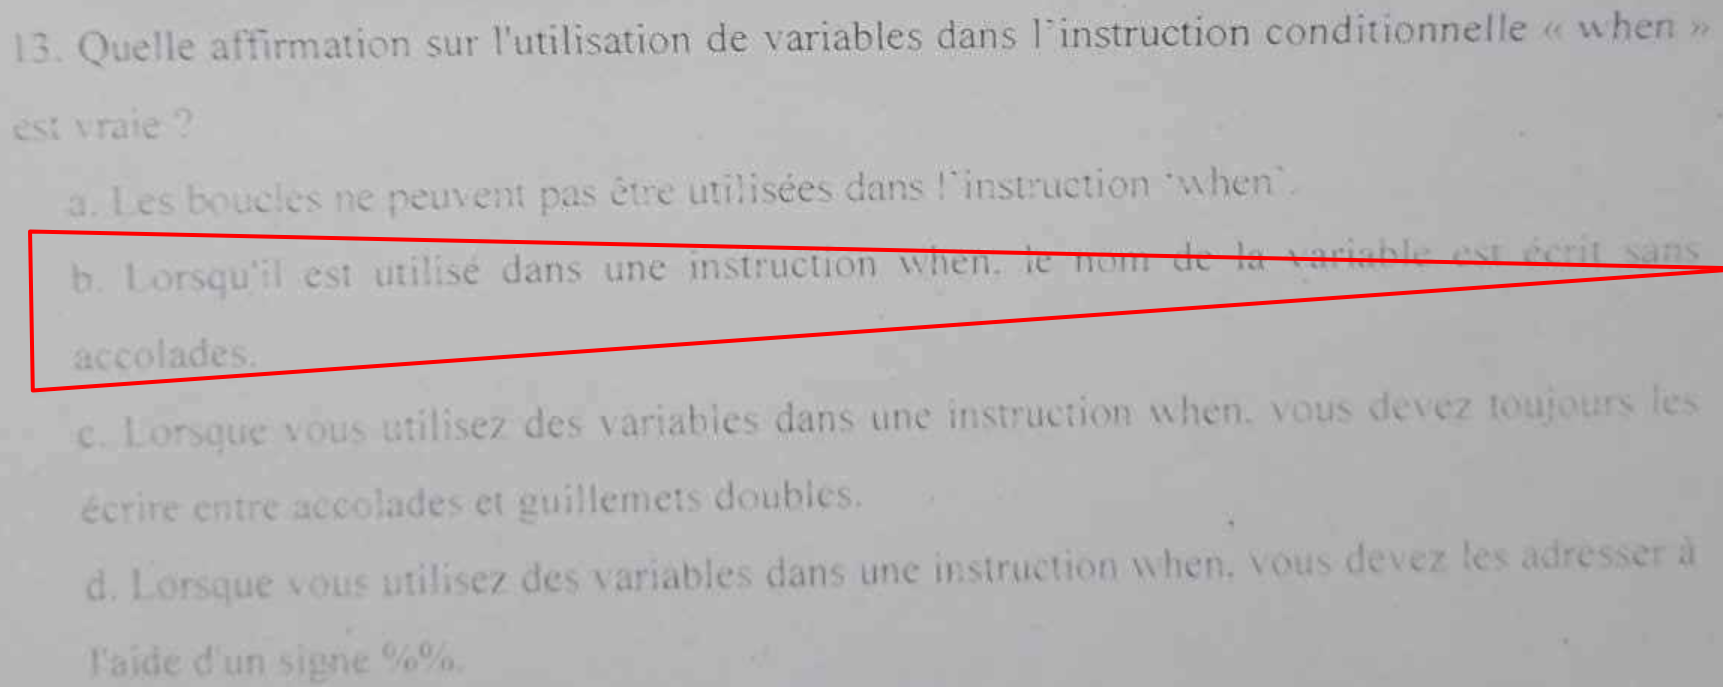 13. Quelle affirmation sur l'utilisation de variables dans l'instruction conditionnelle « when »
est vraie ?
a. Les boucles ne peuvent pas être utilisées dans l'instruction 'when'.
b. Lorsqu'il est utilisé dans une instruction when, le nom de la variable est écrit sans
accolades.
c. Lorsque vous utilisez des variables dans une instruction when, vous devez toujours les
écrire entre accolades et guillemets doubles.
d. Lorsque vous utilisez des variables dans une instruction when, vous devez les adresser à
l'aide d'un signe %%.